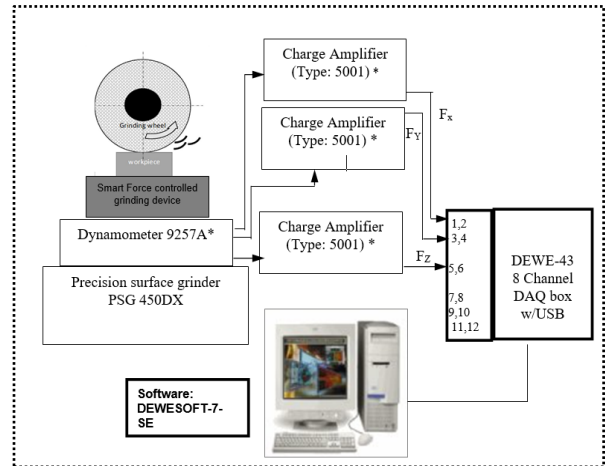 Charge Amplifier
(Type: 5001) *
Charge Amplifier
(Type: 5001) *
Charge Amplifier
(Type: 5001) *
Fx
FY
FZ
Grinding wheel
workpiece
Smart Force controlled
grinding device
Dynamometer 9257A*
Precision surface grinder
PSG 450DX
1,2
3,4
5,6
7,8
9,10
11,12
DEWE-43
8 Channel
DAQ box
w/USB
Software:
DEWESOFT-7-
SE